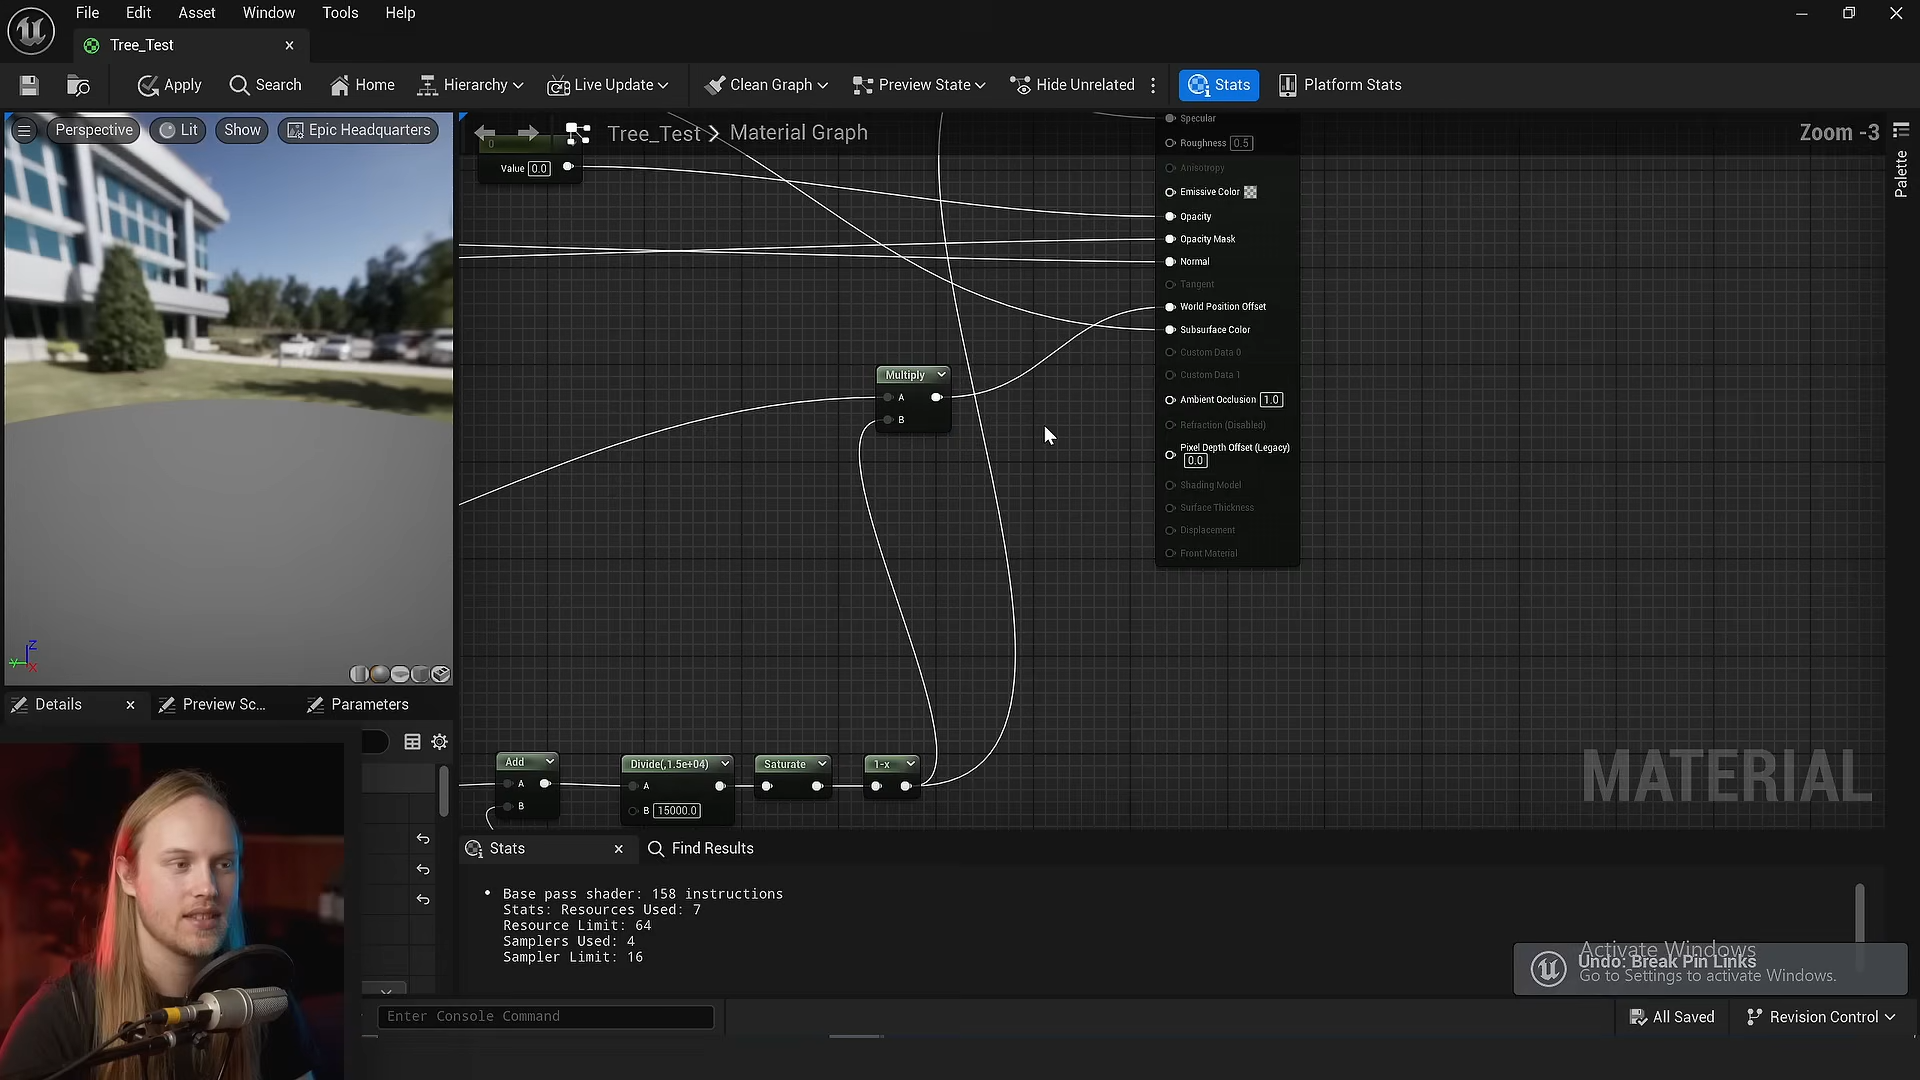 File Edit Asset Window Tools Help
Tree_Test
Apply Search Home Hierarchy Live Update Clean Graph Preview State Hide Unrelated Stats Platform Stats
Perspective Lit Show Epic Headquarters
Tree_Test > Material Graph
Zoom -3
Palette
0
Value 0.0
Specular
Roughness 0.5
Anisotropy
Emissive Color
Opacity
Opacity Mask
Normal
Tangent
World Position Offset
Subsurface Color
Custom Data 0
Custom Data 1
Ambient Occlusion 1.0
Refraction (Disabled)
Pixel Depth Offset (Legacy)
0.0
Shading Model
Surface Thickness
Displacement
Front Material
Multiply
A
B
Z
Y
X
Details Preview Sc... Parameters
Add
A
B
Divide(,1.5e+04)
A
B 15000.0
Saturate
1-x
MATERIAL
Stats Find Results
• Base pass shader: 158 instructions
Stats: Resources Used: 7
Resource Limit: 64
Samplers Used: 4
Sampler Limit: 16
Activate Windows
Undo: Break Pin Links
Go to Settings to activate Windows.
Enter Console Command
All Saved Revision Control